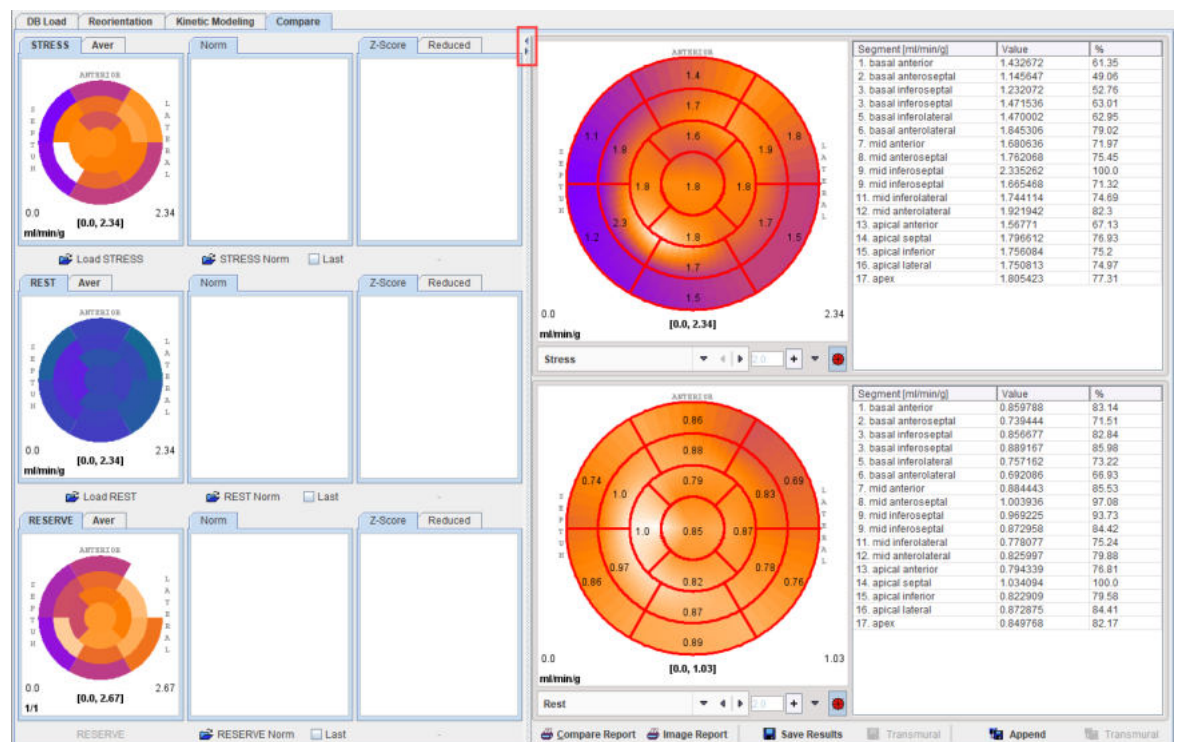 DB Load Reorientation Kinetic Modeling Compare
STRESS Aver Norm Z-Score Reduced
ANTERIOR
SEPTUM
LATERAL
0.0 [0.0, 2.34] 2.34
ml/min/g
Load STRESS STRESS Norm Last -
REST Aver Norm Z-Score Reduced
ANTERIOR
SEPTUM
LATERAL
0.0 [0.0, 2.34] 2.34
ml/min/g
Load REST REST Norm Last -
RESERVE Aver Norm Z-Score Reduced
ANTERIOR
SEPTUM
LATERAL
0.0 [0.0, 2.67] 2.67
1/1
RESERVE RESERVE Norm Last -
ANTERIOR
SEPTUM
LATERAL
1.4
1.7
1.1 1.8 1.6 1.9 1.8
1.8 1.8 1.8
1.2 2.3 1.8 1.7 1.5
1.7
1.5
0.0 [0.0, 2.34] 2.34
ml/min/g
Stress 2.0 +
Segment [ml/min/g] Value %
1. basal anterior 1.432672 61.35
2. basal anteroseptal 1.145647 49.06
3. basal inferoseptal 1.232072 52.76
3. basal inferoseptal 1.471536 63.01
5. basal inferolateral 1.470002 62.95
6. basal anterolateral 1.845306 79.02
7. mid anterior 1.680636 71.97
8. mid anteroseptal 1.762068 75.45
9. mid inferoseptal 2.335262 100.0
9. mid inferoseptal 1.665468 71.32
11. mid inferolateral 1.744114 74.69
12. mid anterolateral 1.921942 82.3
13. apical anterior 1.56771 67.13
14. apical septal 1.796612 76.93
15. apical inferior 1.756084 75.2
16. apical lateral 1.750813 74.97
17. apex 1.805423 77.31
ANTERIOR
SEPTUM
LATERAL
0.86
0.88
0.74 1.0 0.79 0.83 0.69
1.0 0.85 0.87
0.86 0.97 0.82 0.78 0.76
0.87
0.89
0.0 [0.0, 1.03] 1.03
ml/min/g
Rest 2.0 +
Segment [ml/min/g] Value %
1. basal anterior 0.859788 83.14
2. basal anteroseptal 0.739444 71.51
3. basal inferoseptal 0.856677 82.84
3. basal inferoseptal 0.889167 85.98
5. basal inferolateral 0.757162 73.22
6. basal anterolateral 0.692086 66.93
7. mid anterior 0.884443 85.53
8. mid anteroseptal 1.003936 97.08
9. mid inferoseptal 0.969225 93.73
9. mid inferoseptal 0.872958 84.42
11. mid inferolateral 0.778077 75.24
12. mid anterolateral 0.825997 79.88
13. apical anterior 0.794339 76.81
14. apical septal 1.034094 100.0
15. apical inferior 0.822909 79.58
16. apical lateral 0.872875 84.41
17. apex 0.849768 82.17
Compare Report Image Report Save Results Transmural Append Transmural